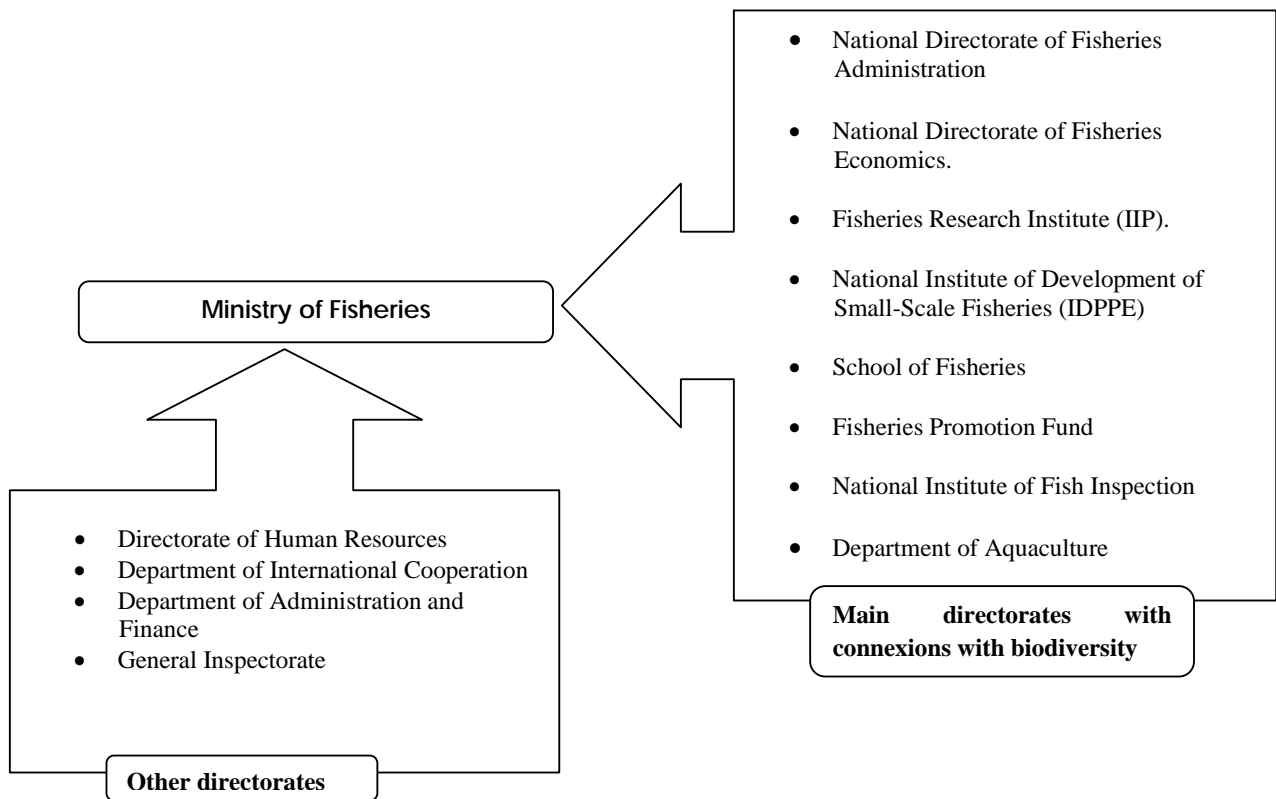 • National Directorate of Fisheries
Administration
• National Directorate of Fisheries
Economics.
• Fisheries Research Institute (IIP).
• National Institute of Development of
Small-Scale Fisheries (IDPPE)
• School of Fisheries
• Fisheries Promotion Fund
• National Institute of Fish Inspection
• Department of Aquaculture
Main directorates with
connexions with biodiversity
Ministry of Fisheries
• Directorate of Human Resources
• Department of International Cooperation
• Department of Administration and
Finance
• General Inspectorate
Other directorates